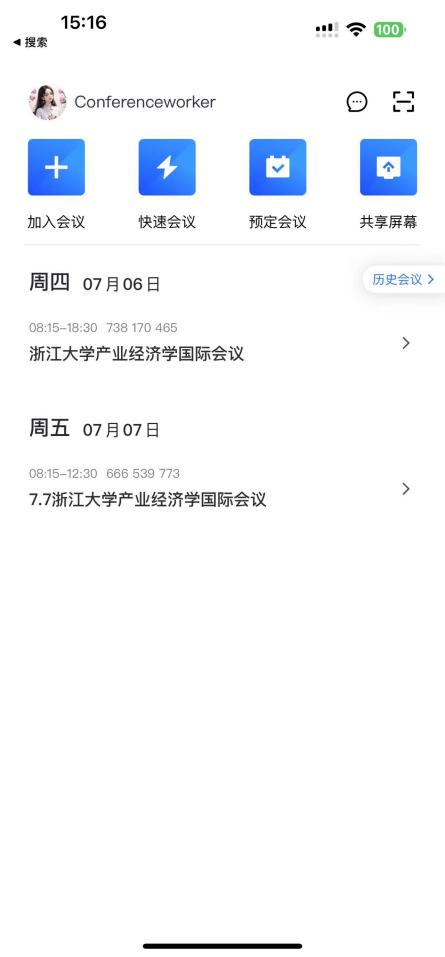 15:16
100
◀ 搜索
Conferenceworker
加入会议 快速会议 预定会议 共享屏幕
周四 07月06日
历史会议
08:15–18:30 738 170 465
浙江大学产业经济学国际会议
周五 07月07日
08:15–12:30 666 539 773
7.7浙江大学产业经济学国际会议